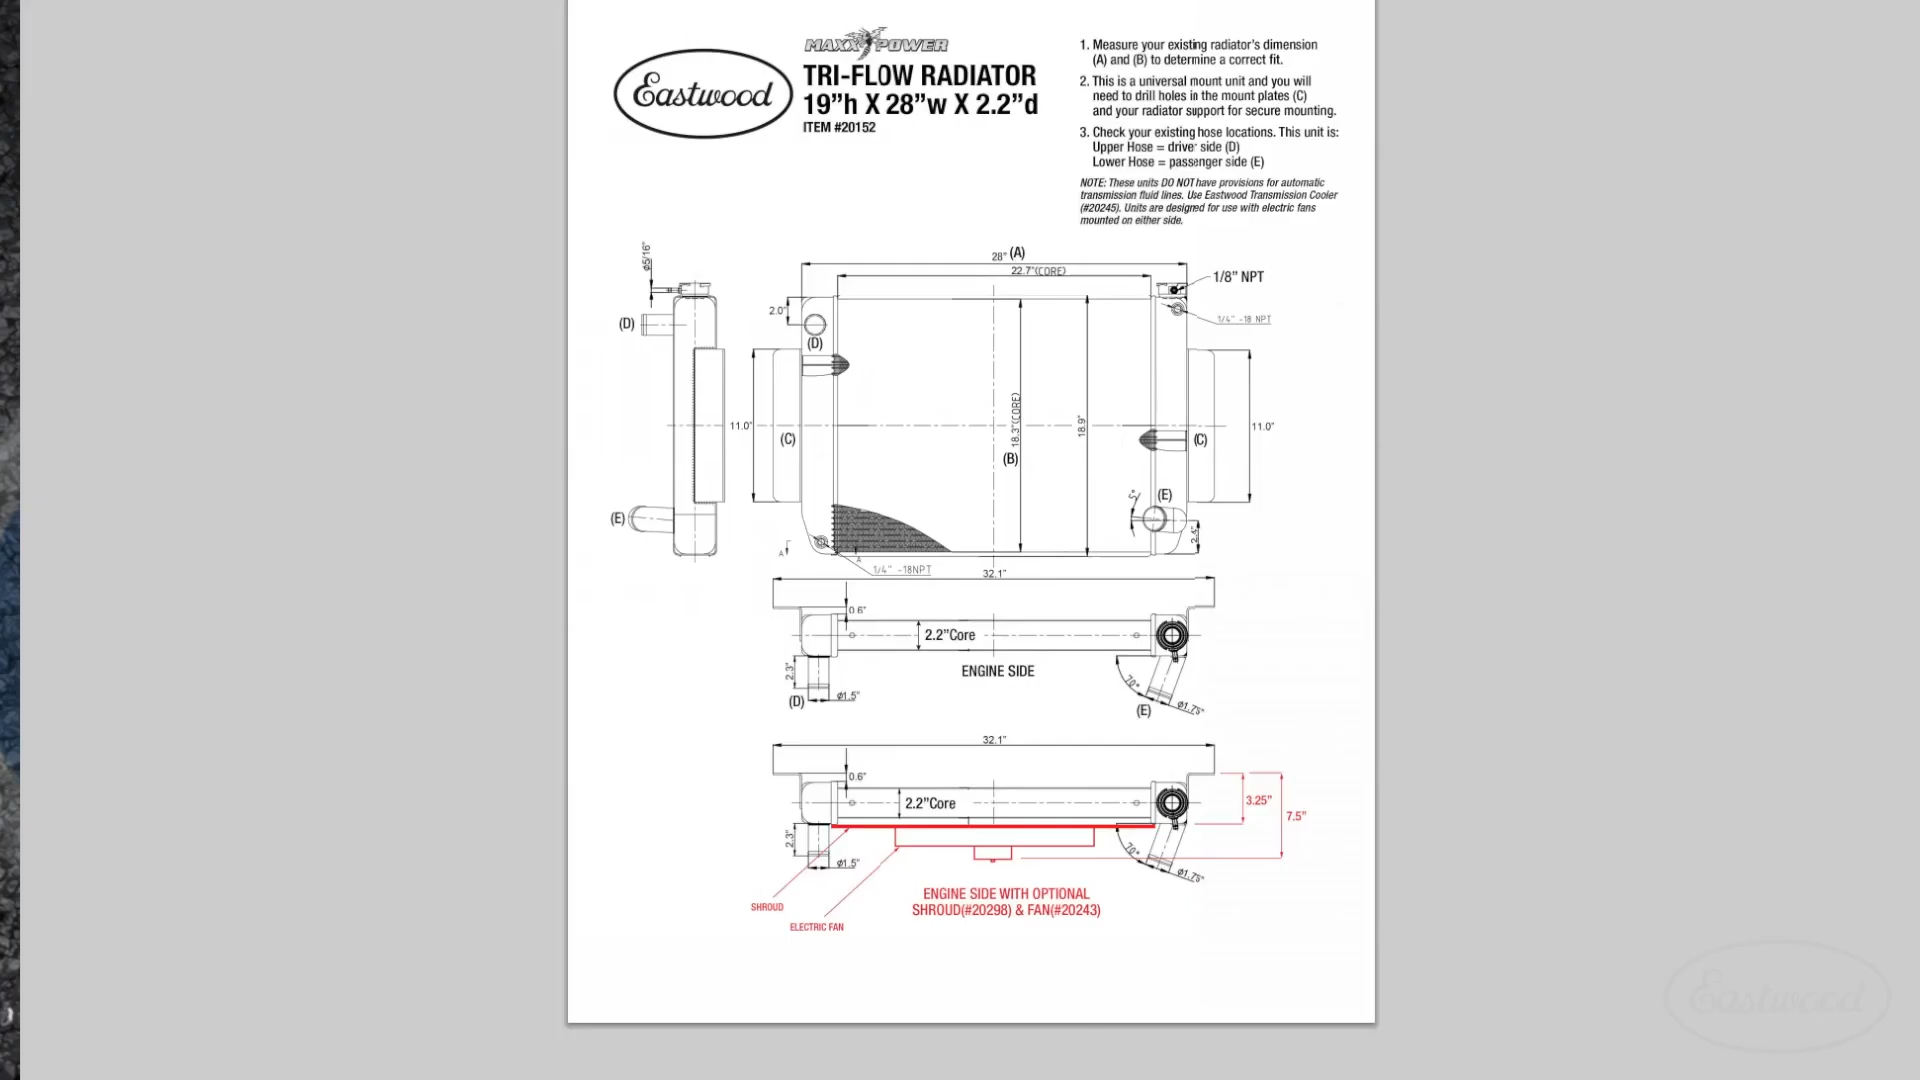 MAXX POWER
Eastwood
TRI-FLOW RADIATOR
19”h X 28”w X 2.2”d
ITEM #20152
1. Measure your existing radiator's dimension
(A) and (B) to determine a correct fit.
2. This is a universal mount unit and you will
need to drill holes in the mount plates (C)
and your radiator support for secure mounting.
3. Check your existing hose locations. This unit is:
Upper Hose = driver side (D)
Lower Hose = passenger side (E)
NOTE: These units DO NOT have provisions for automatic
transmission fluid lines. Use Eastwood Transmission Cooler
(#20245). Units are designed for use with electric fans
mounted on either side.
ø5/16"
28" (A)
22.7"(CORE)
1/8” NPT
2.0"
1/4" -18 NPT
(D)
(D)
18.3"(CORE)
18.9"
11.0"
11.0"
(C)
(C)
(B)
5°
(E)
(E)
2.4"
A
A
1/4" -18NPT
32.1"
0.6"
2.2”Core
ENGINE SIDE
2.3"
ø1.5"
(D)
70°
ø1.75"
(E)
32.1"
0.6"
2.2”Core
3.25”
7.5”
2.3"
ø1.5"
70°
ø1.75"
SHROUD
ELECTRIC FAN
ENGINE SIDE WITH OPTIONAL
SHROUD(#20298) & FAN(#20243)
Eastwood